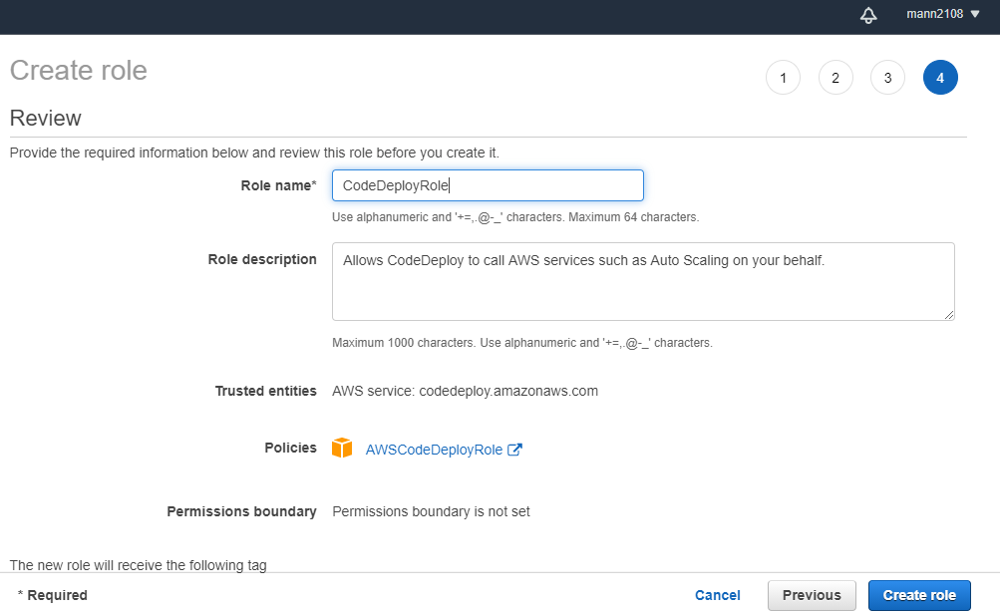 mann2108
Create role
1 2 3 4
Review
Provide the required information below and review this role before you create it.
Role name* CodeDeployRole
Use alphanumeric and '+=,.@-_' characters. Maximum 64 characters.
Role description Allows CodeDeploy to call AWS services such as Auto Scaling on your behalf.
Maximum 1000 characters. Use alphanumeric and '+=,.@-_' characters.
Trusted entities AWS service: codedeploy.amazonaws.com
Policies AWSCodeDeployRole
Permissions boundary Permissions boundary is not set
The new role will receive the following tag
* Required Cancel Previous Create role